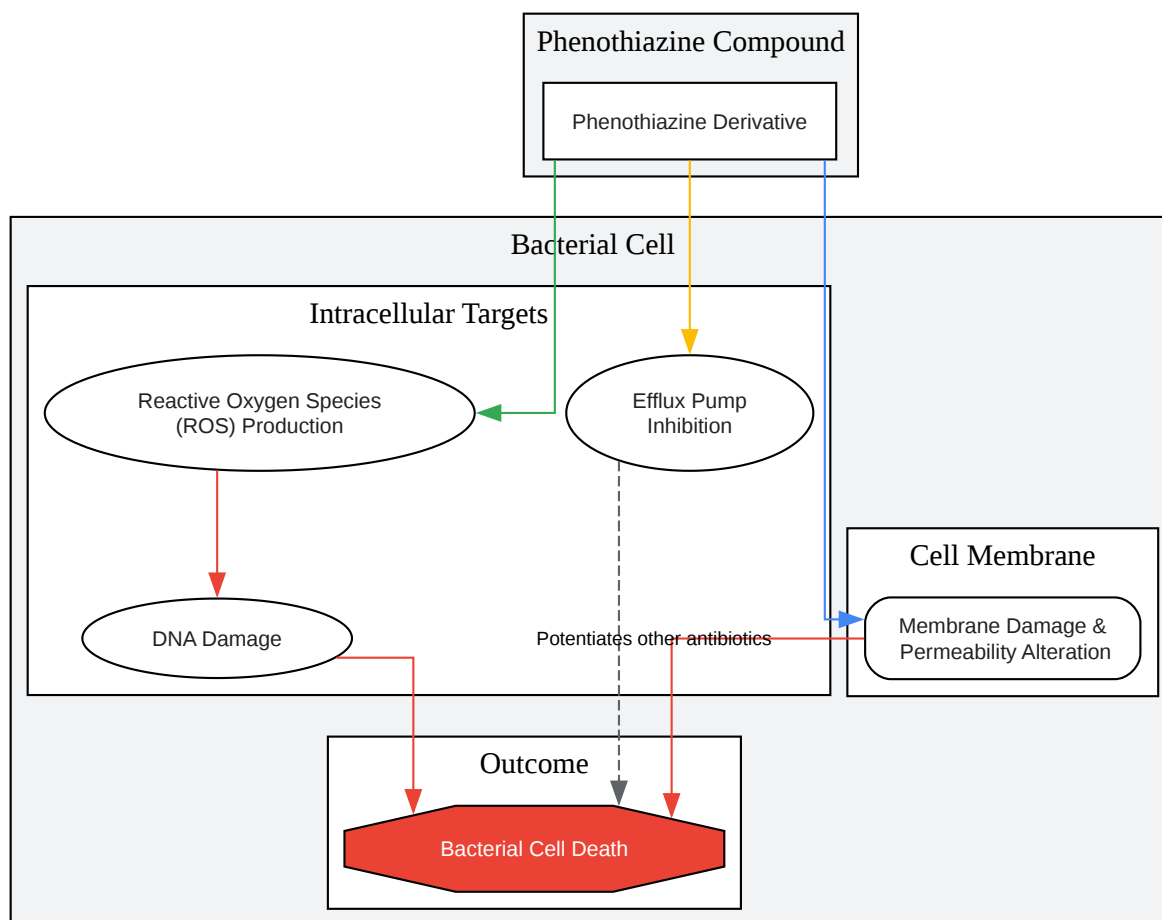 Phenothiazine Compound
Phenothiazine Derivative
Bacterial Cell
Intracellular Targets
Reactive Oxygen Species
(ROS) Production
Efflux Pump
Inhibition
Cell Membrane
DNA Damage
Potentiates other antibiotics
Membrane Damage &
Permeability Alteration
Outcome
Bacterial Cell Death